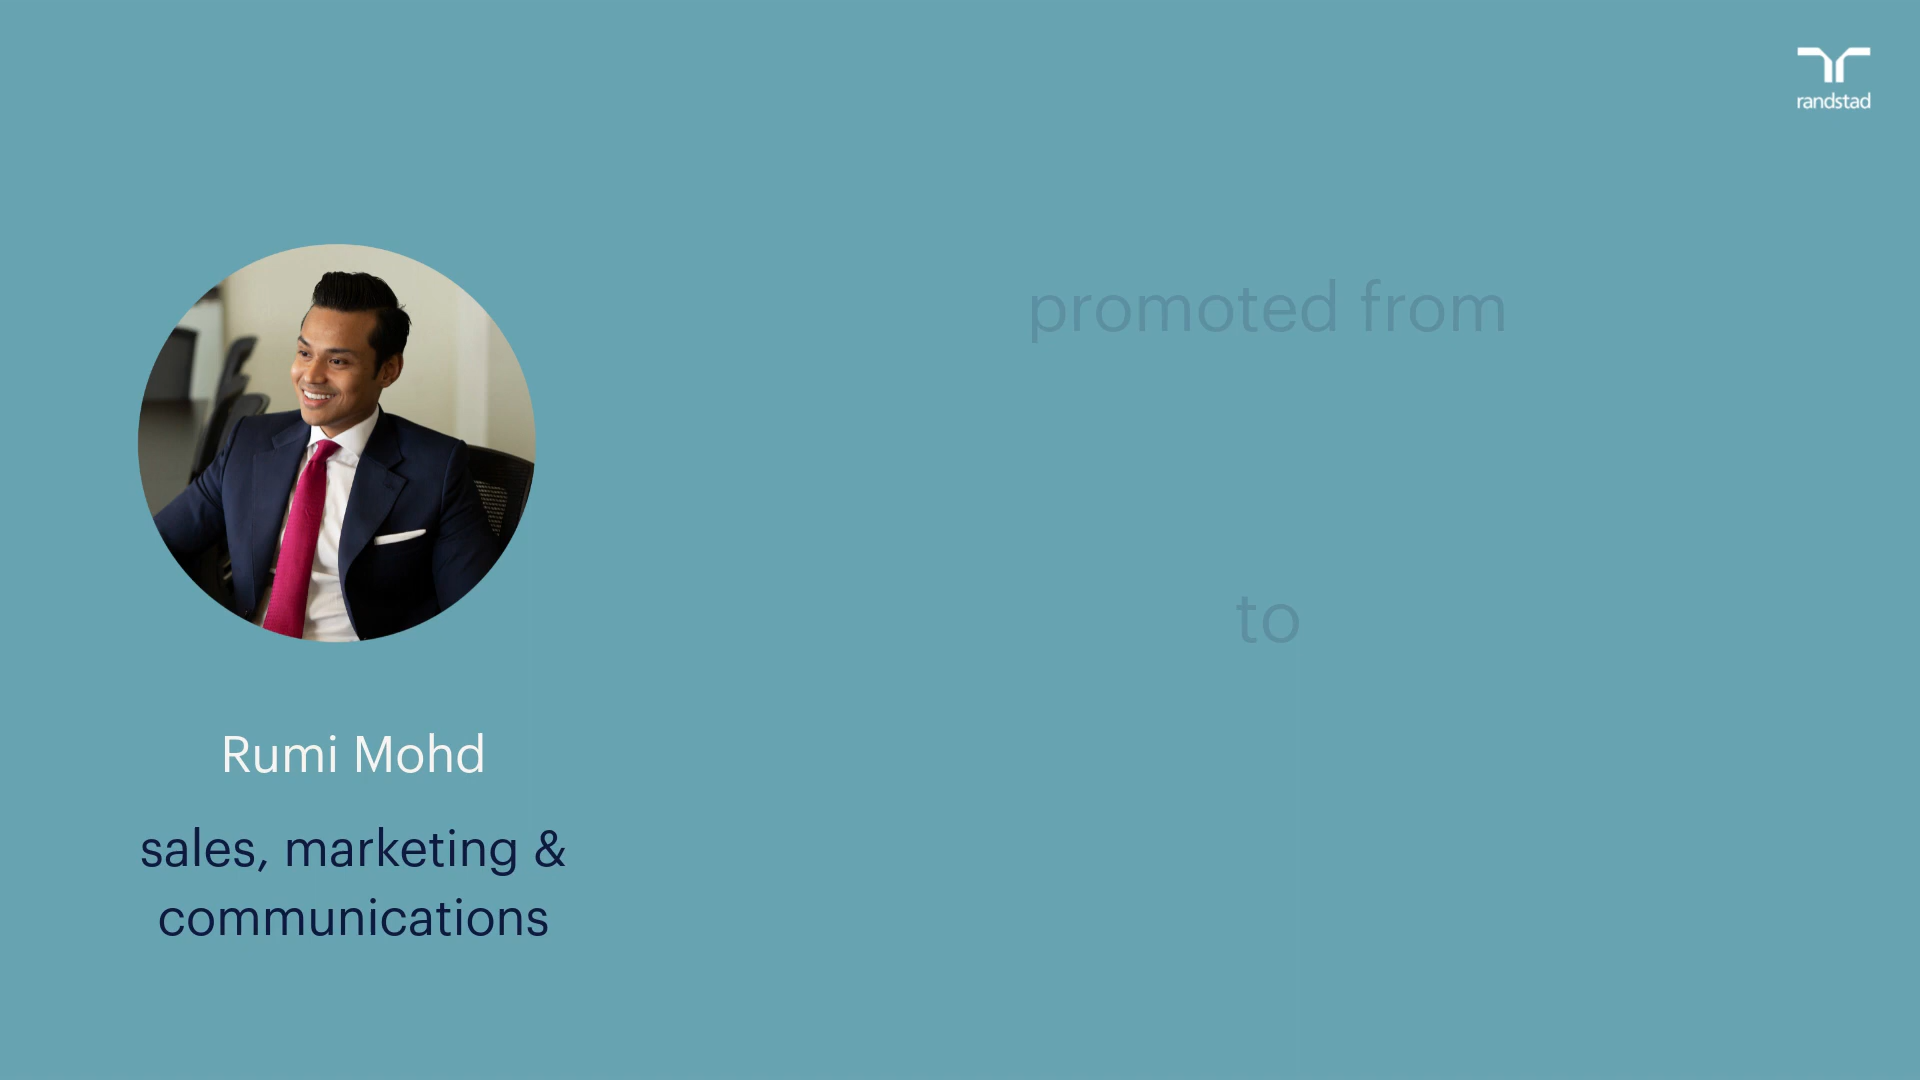 randstad
promoted from
to
Rumi Mohd
sales, marketing &
communications